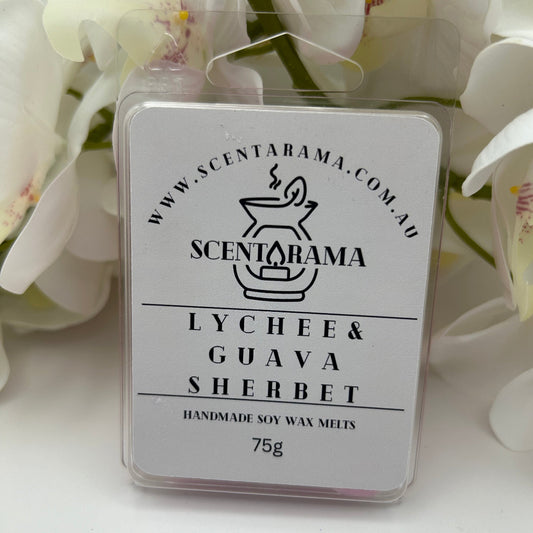 WWW.SCENTARAMA.COM.AU
SCENTARAMA
LYCHEE&
GUAVA
SHERBET
HANDMADE SOY WAX MELTS
75g